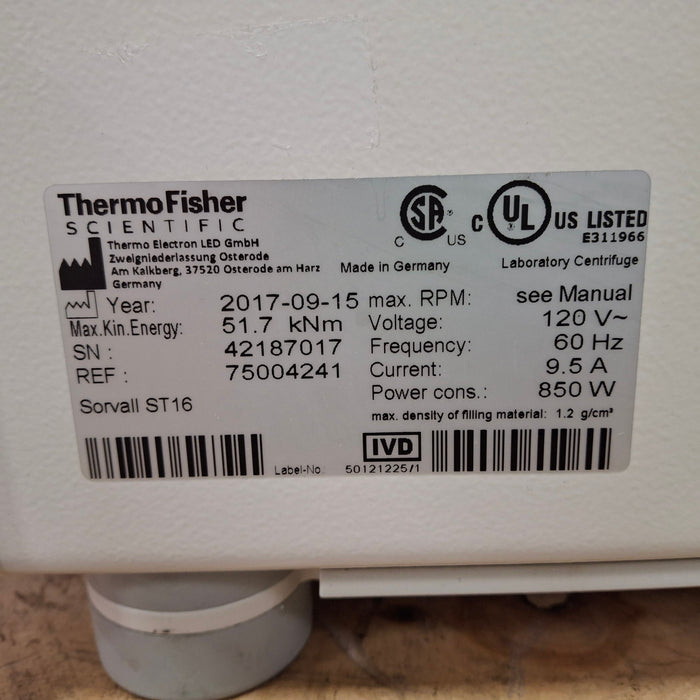 ThermoFisher
SCIENTIFIC
Thermo Electron LED GmbH
Zweigniederlassung Osterode
Am Kalkberg, 37520 Osterode am Harz
Germany
Made in Germany
C SA US
C UL US LISTED
E311966
Laboratory Centrifuge
Year: 2017-09-15
Max.Kin.Energy: 51.7 kNm
SN : 42187017
REF : 75004241
Sorvall ST16
max. RPM: see Manual
Voltage: 120 V~
Frequency: 60 Hz
Current: 9.5 A
Power cons.: 850 W
max. density of filling material: 1.2 g/cm³
IVD
Label-No. 50121225/1